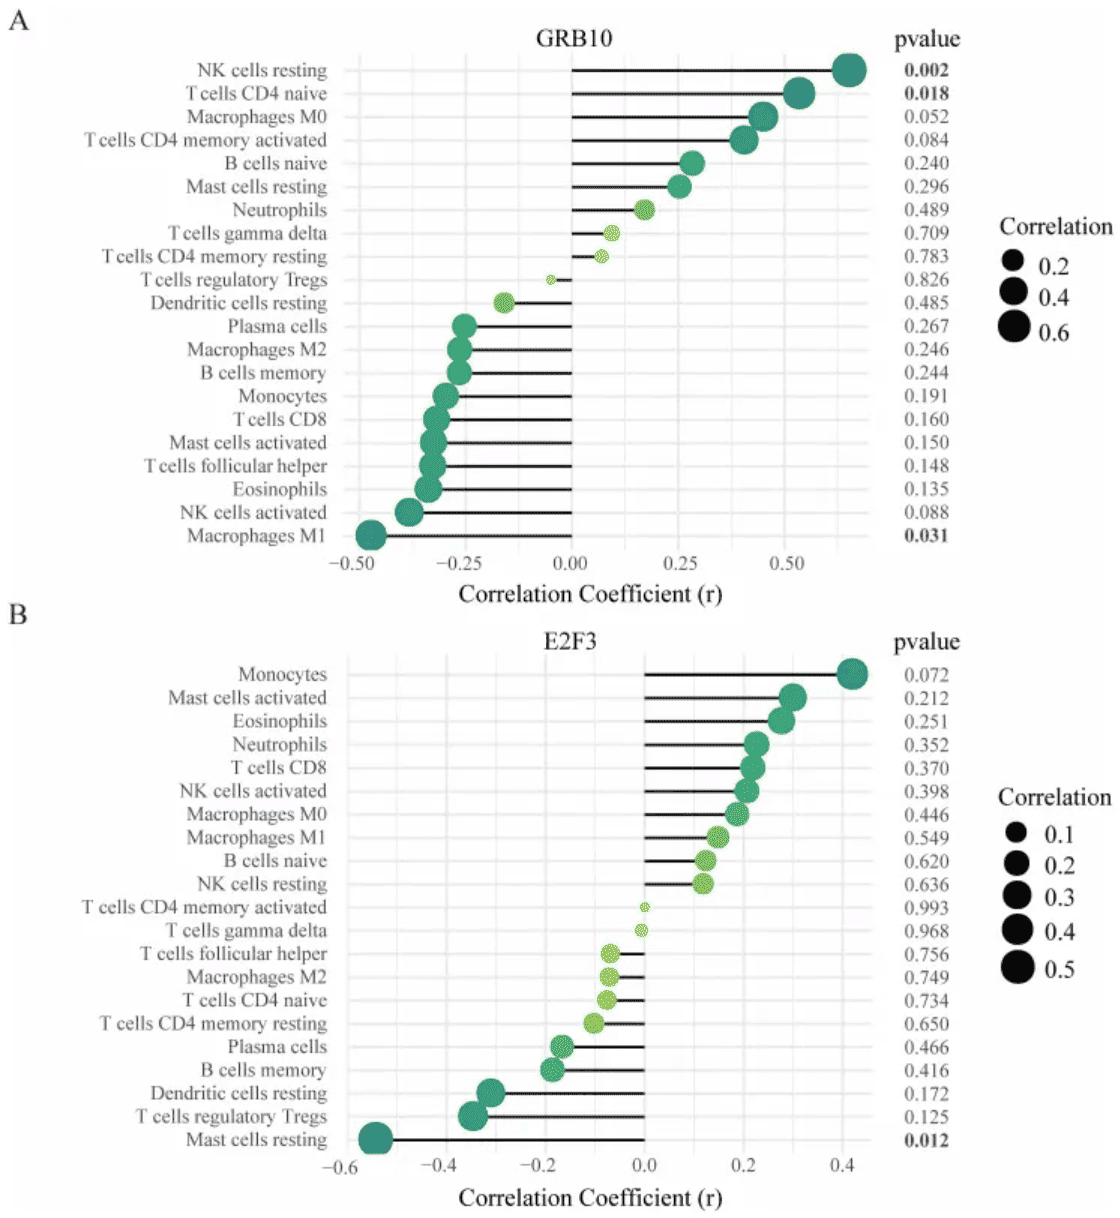 A
GRB10 pvalue
NK cells resting 0.002
T cells CD4 naive 0.018
Macrophages M0 0.052
T cells CD4 memory activated 0.084
B cells naive 0.240
Mast cells resting 0.296
Neutrophils 0.489
T cells gamma delta 0.709
T cells CD4 memory resting 0.783
T cells regulatory Tregs 0.826
Dendritic cells resting 0.485
Plasma cells 0.267
Macrophages M2 0.246
B cells memory 0.244
Monocytes 0.191
T cells CD8 0.160
Mast cells activated 0.150
T cells follicular helper 0.148
Eosinophils 0.135
NK cells activated 0.088
Macrophages M1 0.031
−0.50 −0.25 0.00 0.25 0.50
Correlation Coefficient (r)
Correlation
0.2
0.4
0.6
B
E2F3 pvalue
Monocytes 0.072
Mast cells activated 0.212
Eosinophils 0.251
Neutrophils 0.352
T cells CD8 0.370
NK cells activated 0.398
Macrophages M0 0.446
Macrophages M1 0.549
B cells naive 0.620
NK cells resting 0.636
T cells CD4 memory activated 0.993
T cells gamma delta 0.968
T cells follicular helper 0.756
Macrophages M2 0.749
T cells CD4 naive 0.734
T cells CD4 memory resting 0.650
Plasma cells 0.466
B cells memory 0.416
Dendritic cells resting 0.172
T cells regulatory Tregs 0.125
Mast cells resting 0.012
−0.6 −0.4 −0.2 0.0 0.2 0.4
Correlation Coefficient (r)
Correlation
0.1
0.2
0.3
0.4
0.5